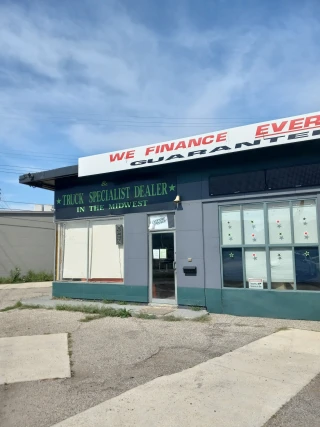 WE FINANCE EVER
GUARANTEE
★ TRUCK SPECIALIST DEALER ★
IN THE MIDWEST